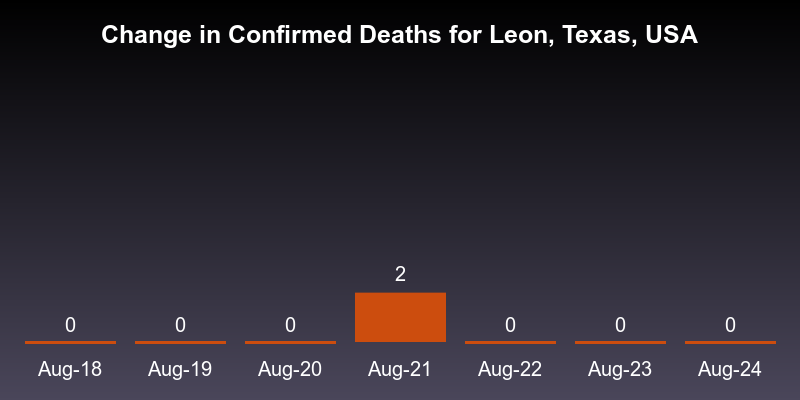 Change in Confirmed Deaths for Leon, Texas, USA
2
0 0 0 0 0 0
Aug-18 Aug-19 Aug-20 Aug-21 Aug-22 Aug-23 Aug-24